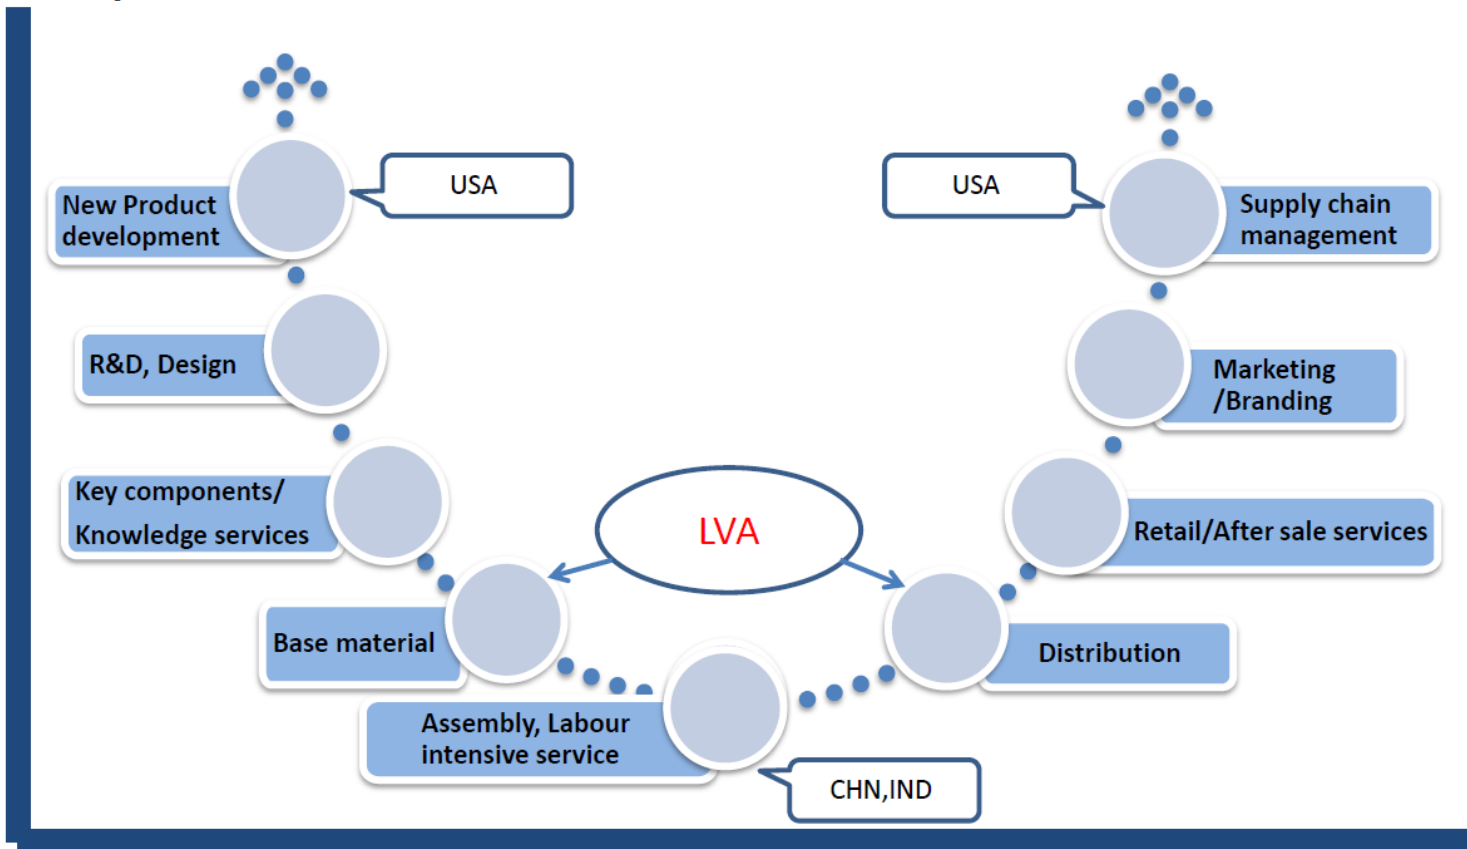 New Product
development
USA
USA
Supply chain
management
R&D, Design
Marketing
/Branding
Key components/
Knowledge services
LVA
Retail/After sale services
Base material
Distribution
Assembly, Labour
intensive service
CHN,IND